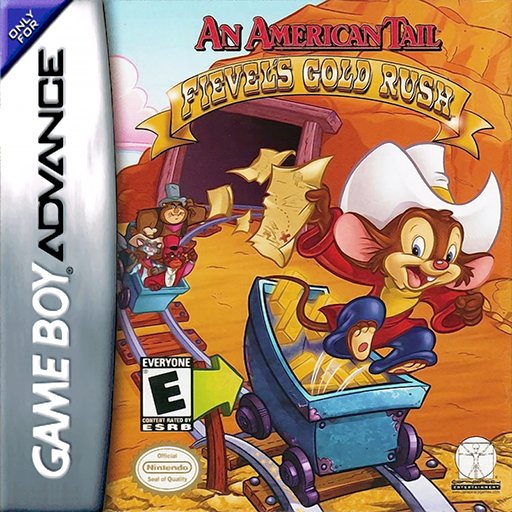 ONLY
FOR
GAME BOY ADVANCE
AN AMERICAN TAIL
FIEVEL'S GOLD RUSH
EVERYONE
E
CONTENT RATED BY
ESRB
Official
Nintendo
Seal of Quality
ENTERTAINMENT